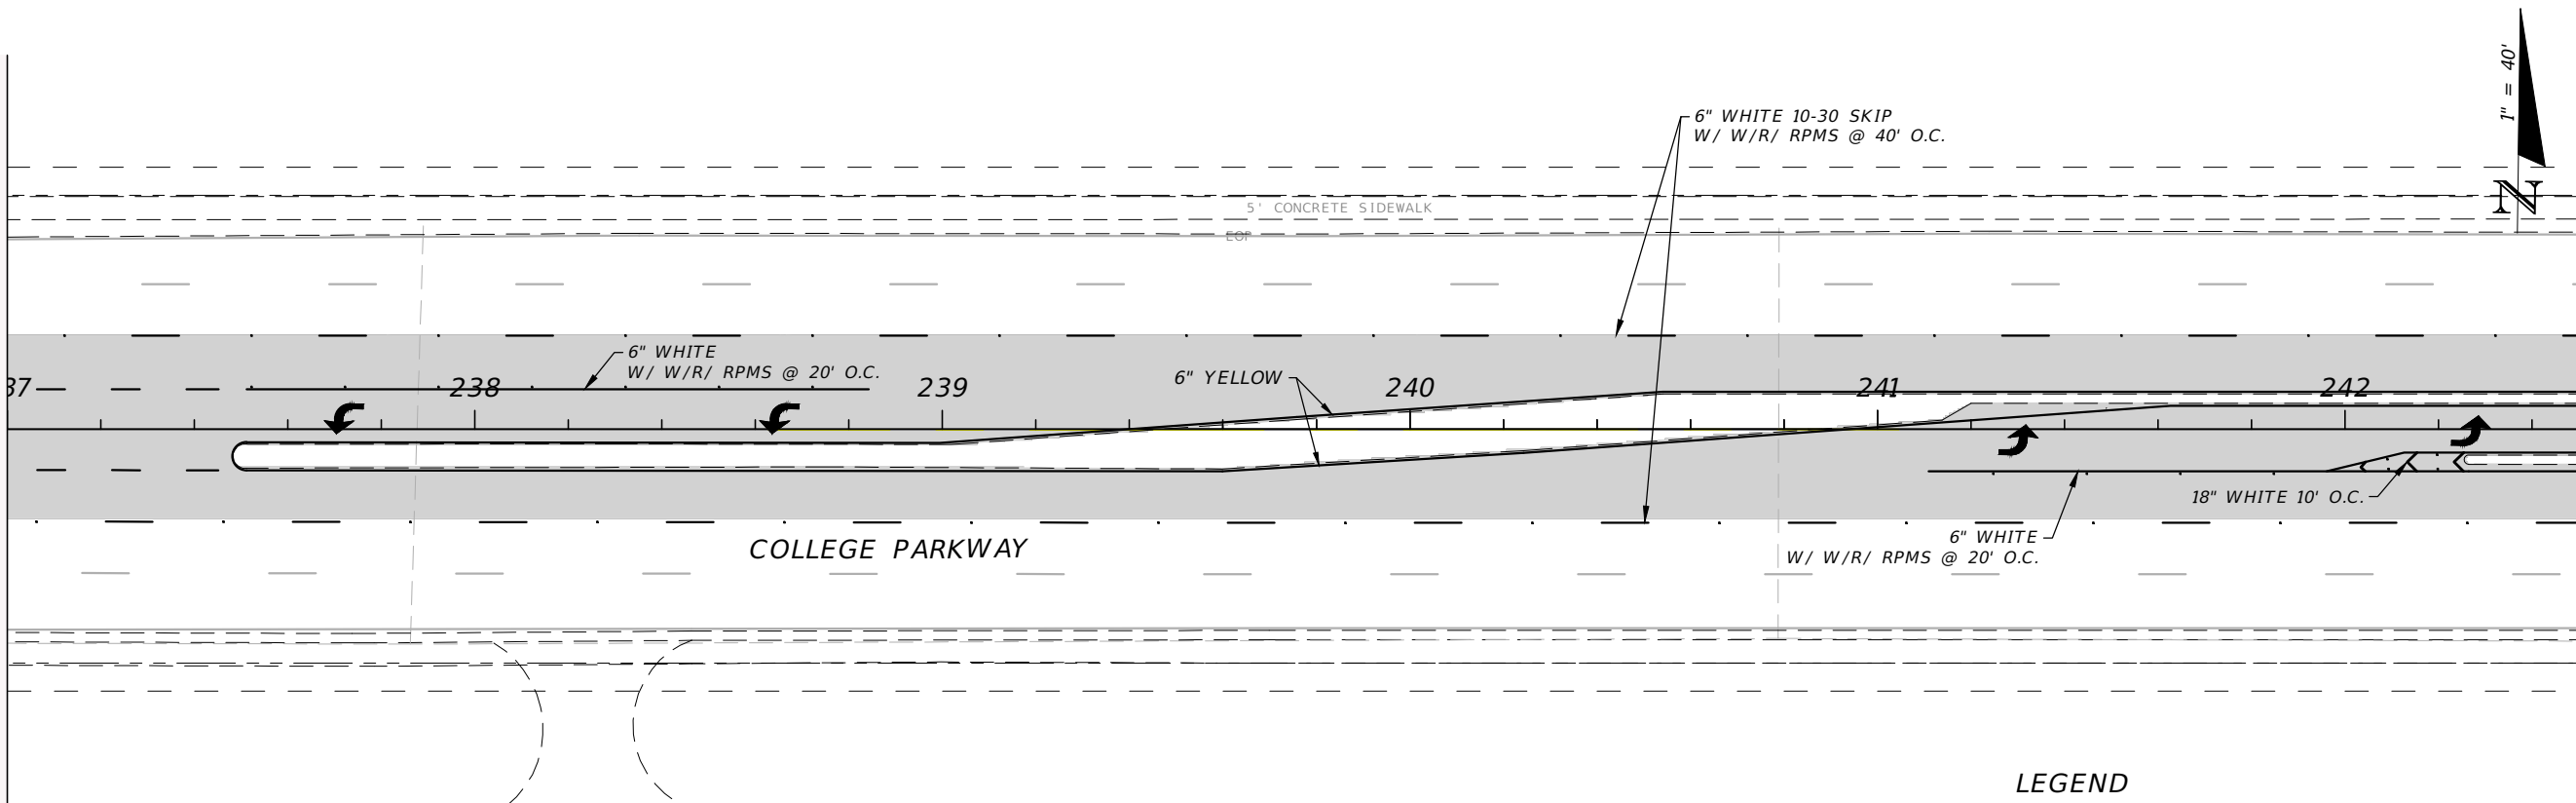 1" = 40'
N
6" WHITE 10-30 SKIP
W/ W/R/ RPMS @ 40' O.C.
5' CONCRETE SIDEWALK
EOP
6" WHITE
W/ W/R/ RPMS @ 20' O.C.
6" YELLOW
37
238
239
240
241
242
18" WHITE 10' O.C.
6" WHITE
W/ W/R/ RPMS @ 20' O.C.
COLLEGE PARKWAY
LEGEND